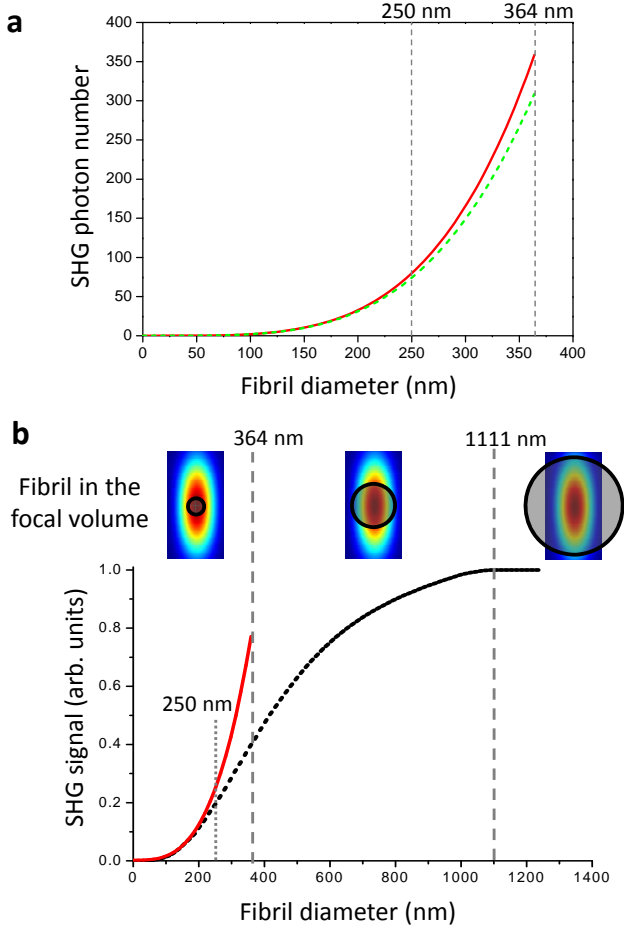 a
250 nm
364 nm
400
350
300
250
200
150
100
50
0
SHG photon number
0
50
100
150
200
250
300
350
400
Fibril diameter (nm)
b
364 nm
1111 nm
Fibril in the
focal volume
1.0
0.8
0.6
0.4
0.2
0.0
SHG signal (arb. units)
250 nm
0
200
400
600
800
1000
1200
1400
Fibril diameter (nm)